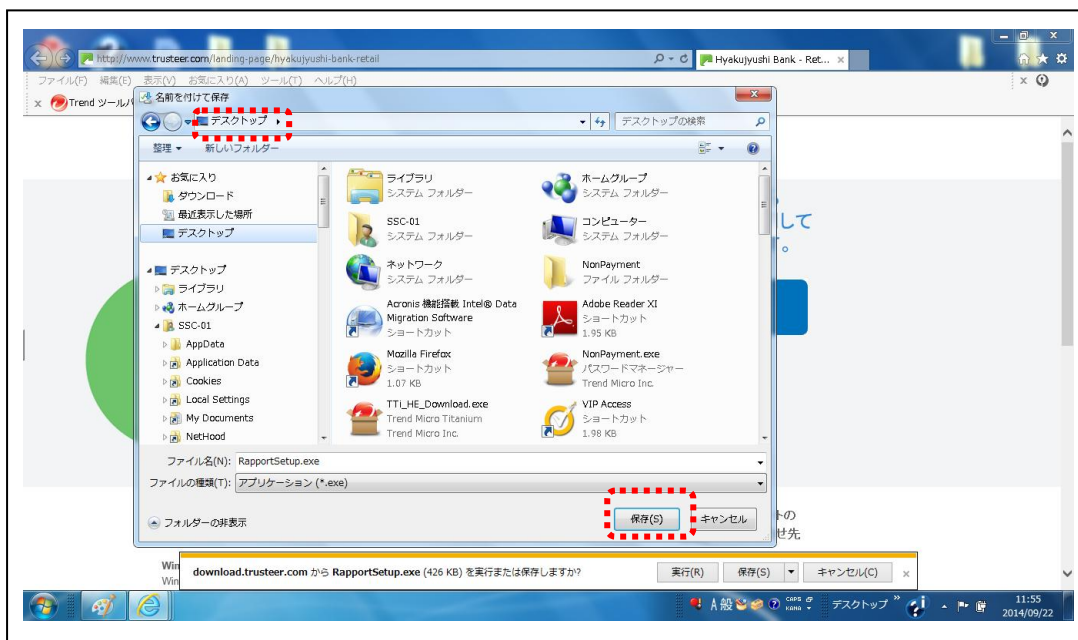 http://www.trusteer.com/landing-page/hyakujyushi-bank-retail
Hyakujyushi Bank - Ret...
ファイル(F) 編集(E) 表示(V) お気に入り(A) ツール(T) ヘルプ(H)
x Trend ツールバ
名前を付けて保存
デスクトップ
デスクトップの検索
整理 新しいフォルダー
お気に入り
ダウンロード
最近表示した場所
デスクトップ
デスクトップ
ライブラリ
ホームグループ
SSC-01
AppData
Application Data
Cookies
Local Settings
My Documents
NetHood
ライブラリ
システム フォルダー
ホームグループ
システム フォルダー
SSC-01
システム フォルダー
コンピューター
システム フォルダー
ネットワーク
システム フォルダー
NonPayment
ファイル フォルダー
Acronis 機能搭載 Intel® Data
Migration Software
ショートカット
Adobe Reader XI
ショートカット
1.95 KB
Mozilla Firefox
ショートカット
1.07 KB
NonPayment.exe
パスワードマネージャー
Trend Micro Inc.
TTi_HE_Download.exe
Trend Micro Titanium
Trend Micro Inc.
VIP Access
ショートカット
1.98 KB
して
。
ファイル名(N): RapportSetup.exe
ファイルの種類(T): アプリケーション (*.exe)
フォルダーの非表示
保存(S) キャンセル
トの
せ先
Win
Win
download.trusteer.com から RapportSetup.exe (426 KB) を実行または保存しますか?
実行(R) 保存(S) キャンセル(C) x
A 般 CAPS KANA デスクトップ
11:55
2014/09/22